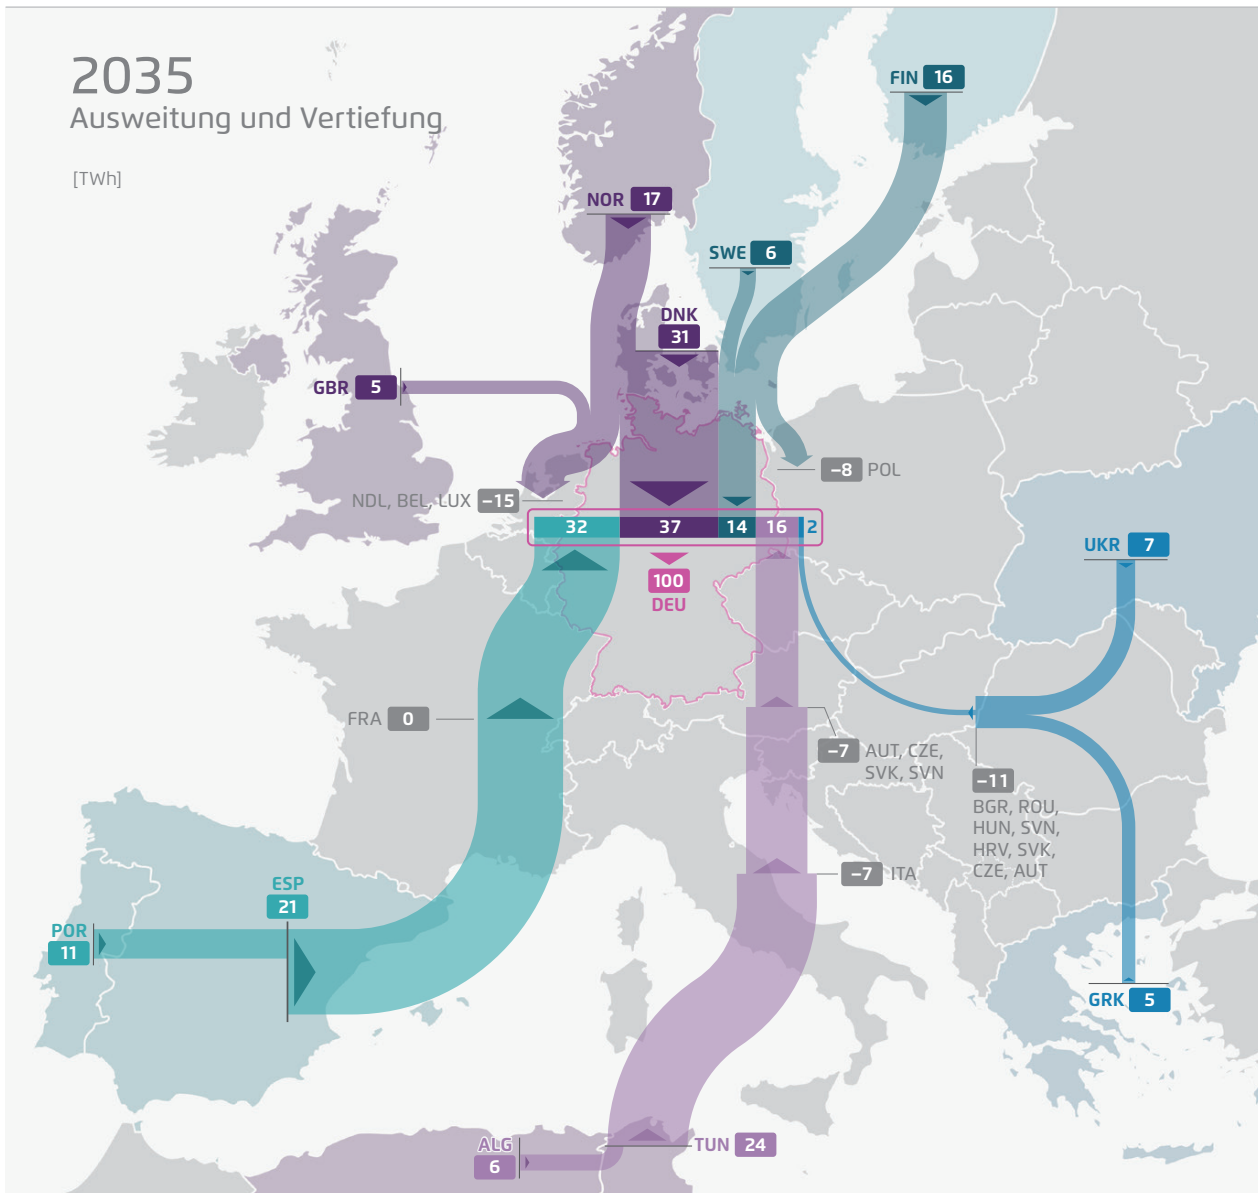 2035
Ausweitung und Vertiefung
[TWh]
FIN 16
NOR 17
SWE 6
DNK
31
GBR 5
–8 POL
NDL, BEL, LUX –15
32 37 14 16 2
100
DEU
UKR 7
FRA 0
–7 AUT, CZE,
SVK, SVN
–11
BGR, ROU,
HUN, SVN,
HRV, SVK,
CZE, AUT
–7 ITA
ESP
21
POR
11
GRK 5
ALG
6
TUN 24